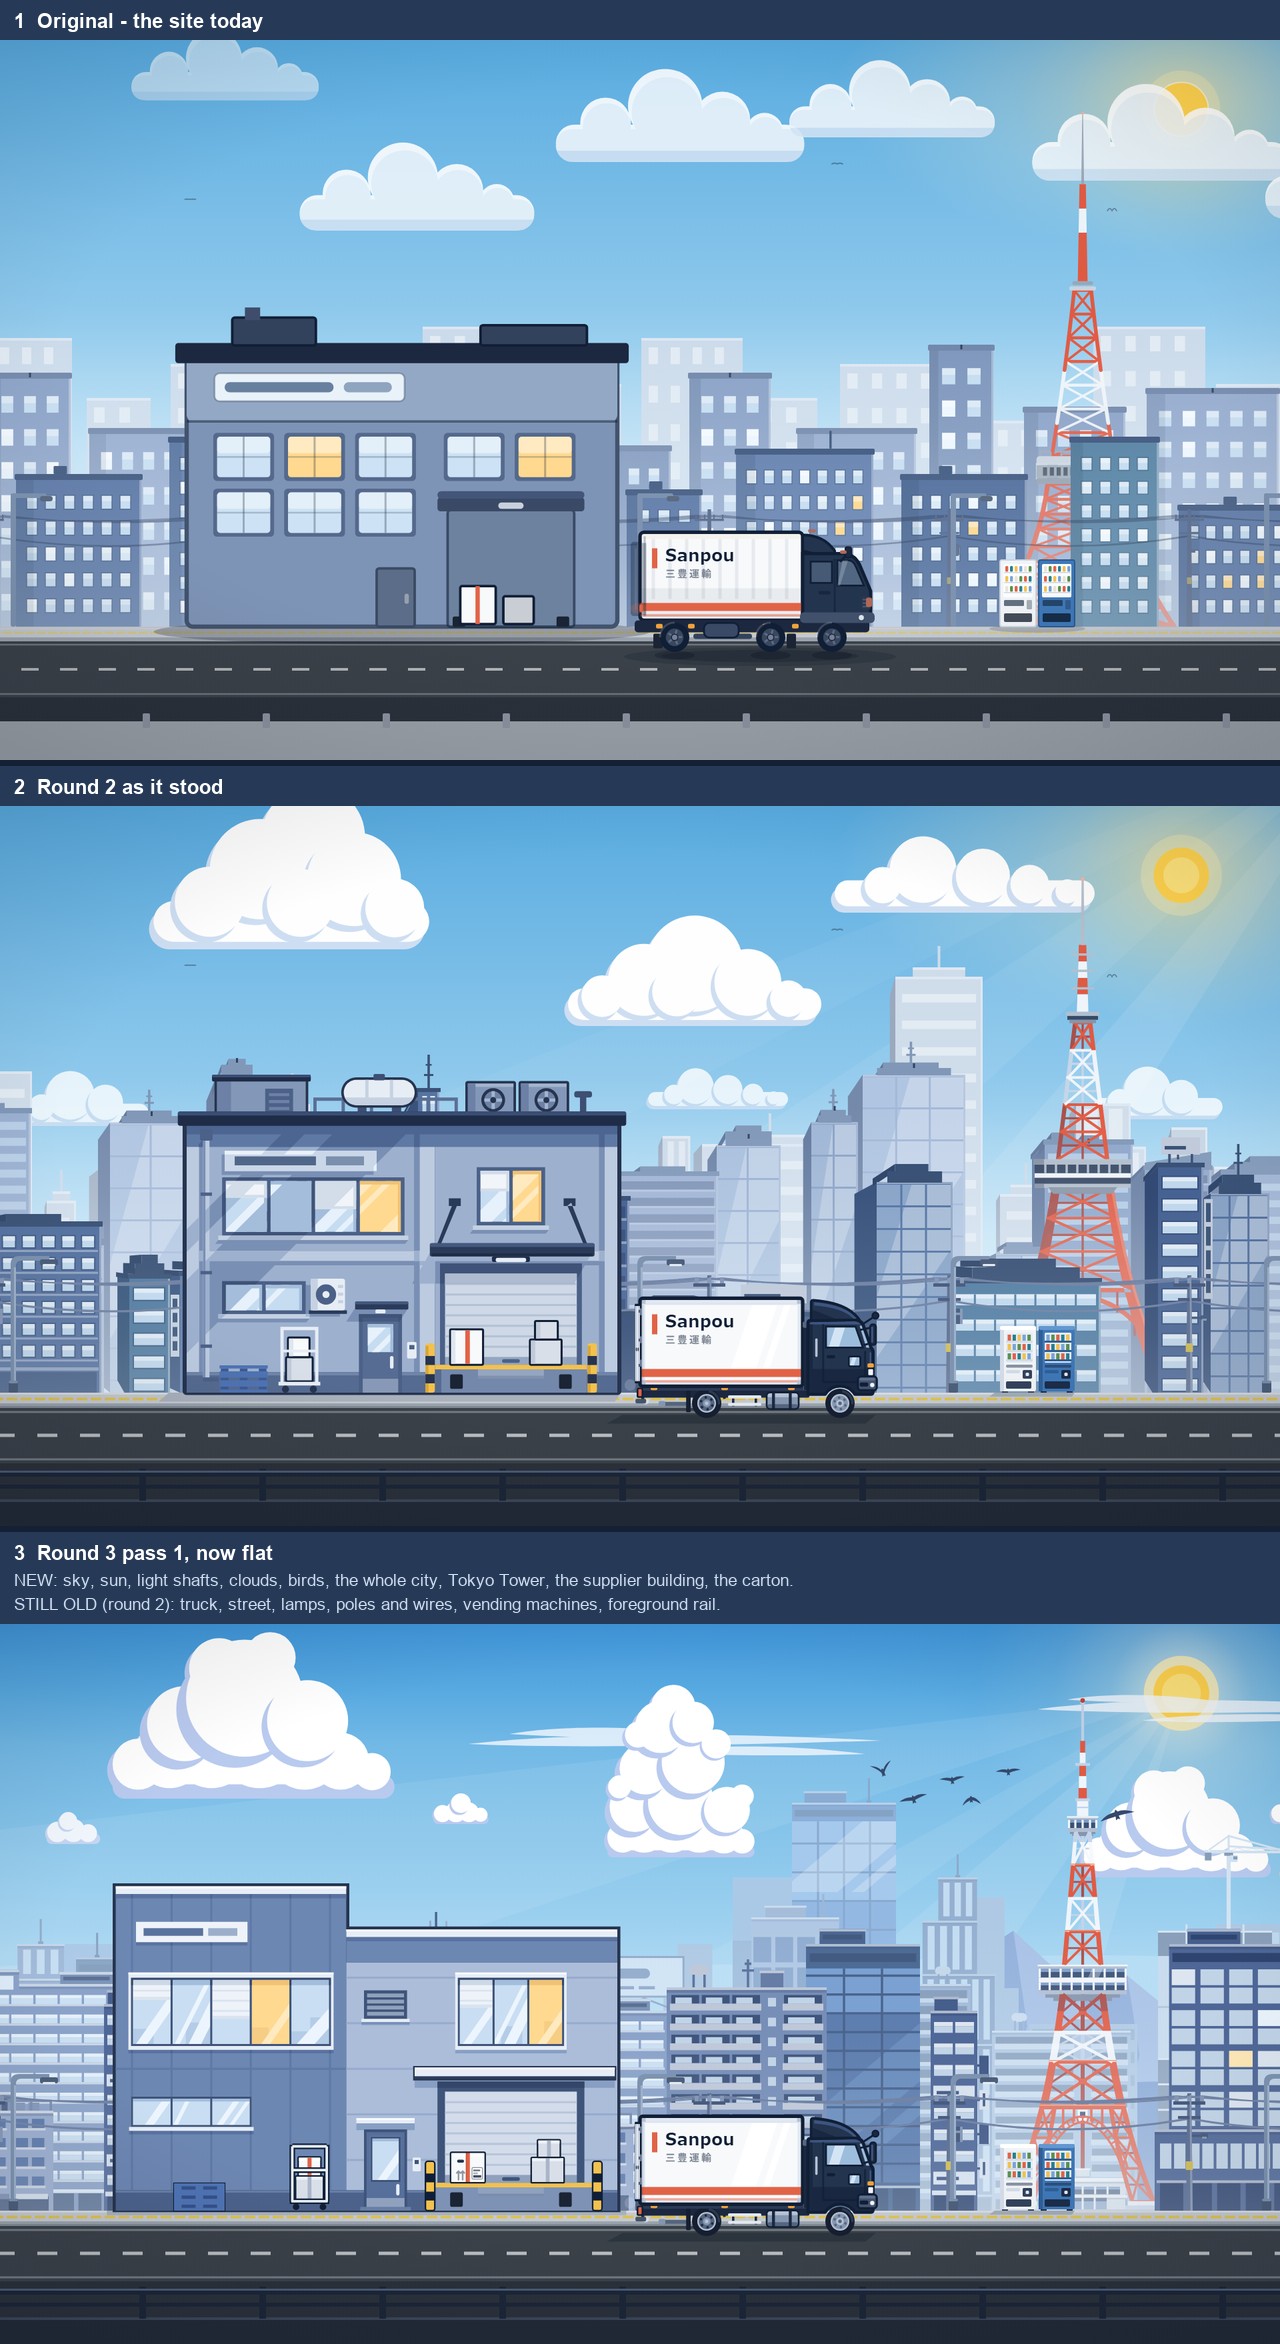 1 Original - the site today
Sanpou
三豊運輸
2 Round 2 as it stood
Sanpou
三豊運輸
3 Round 3 pass 1, now flat
NEW: sky, sun, light shafts, clouds, birds, the whole city, Tokyo Tower, the supplier building, the carton.
STILL OLD (round 2): truck, street, lamps, poles and wires, vending machines, foreground rail.
Sanpou
三豊運輸